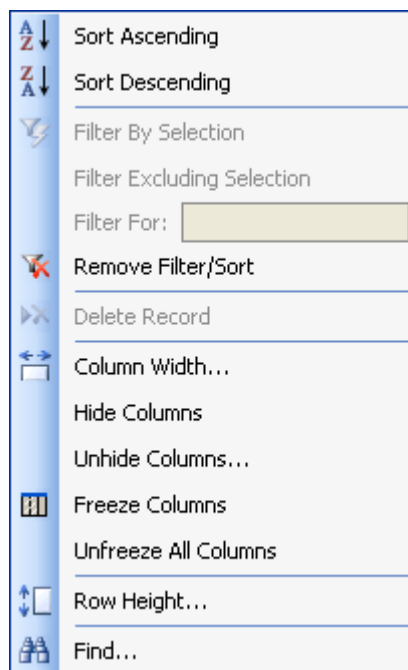 Sort Ascending
Sort Descending
Filter By Selection
Filter Excluding Selection
Filter For:
Remove Filter/Sort
Delete Record
Column Width...
Hide Columns
Unhide Columns...
Freeze Columns
Unfreeze All Columns
Row Height...
Find...